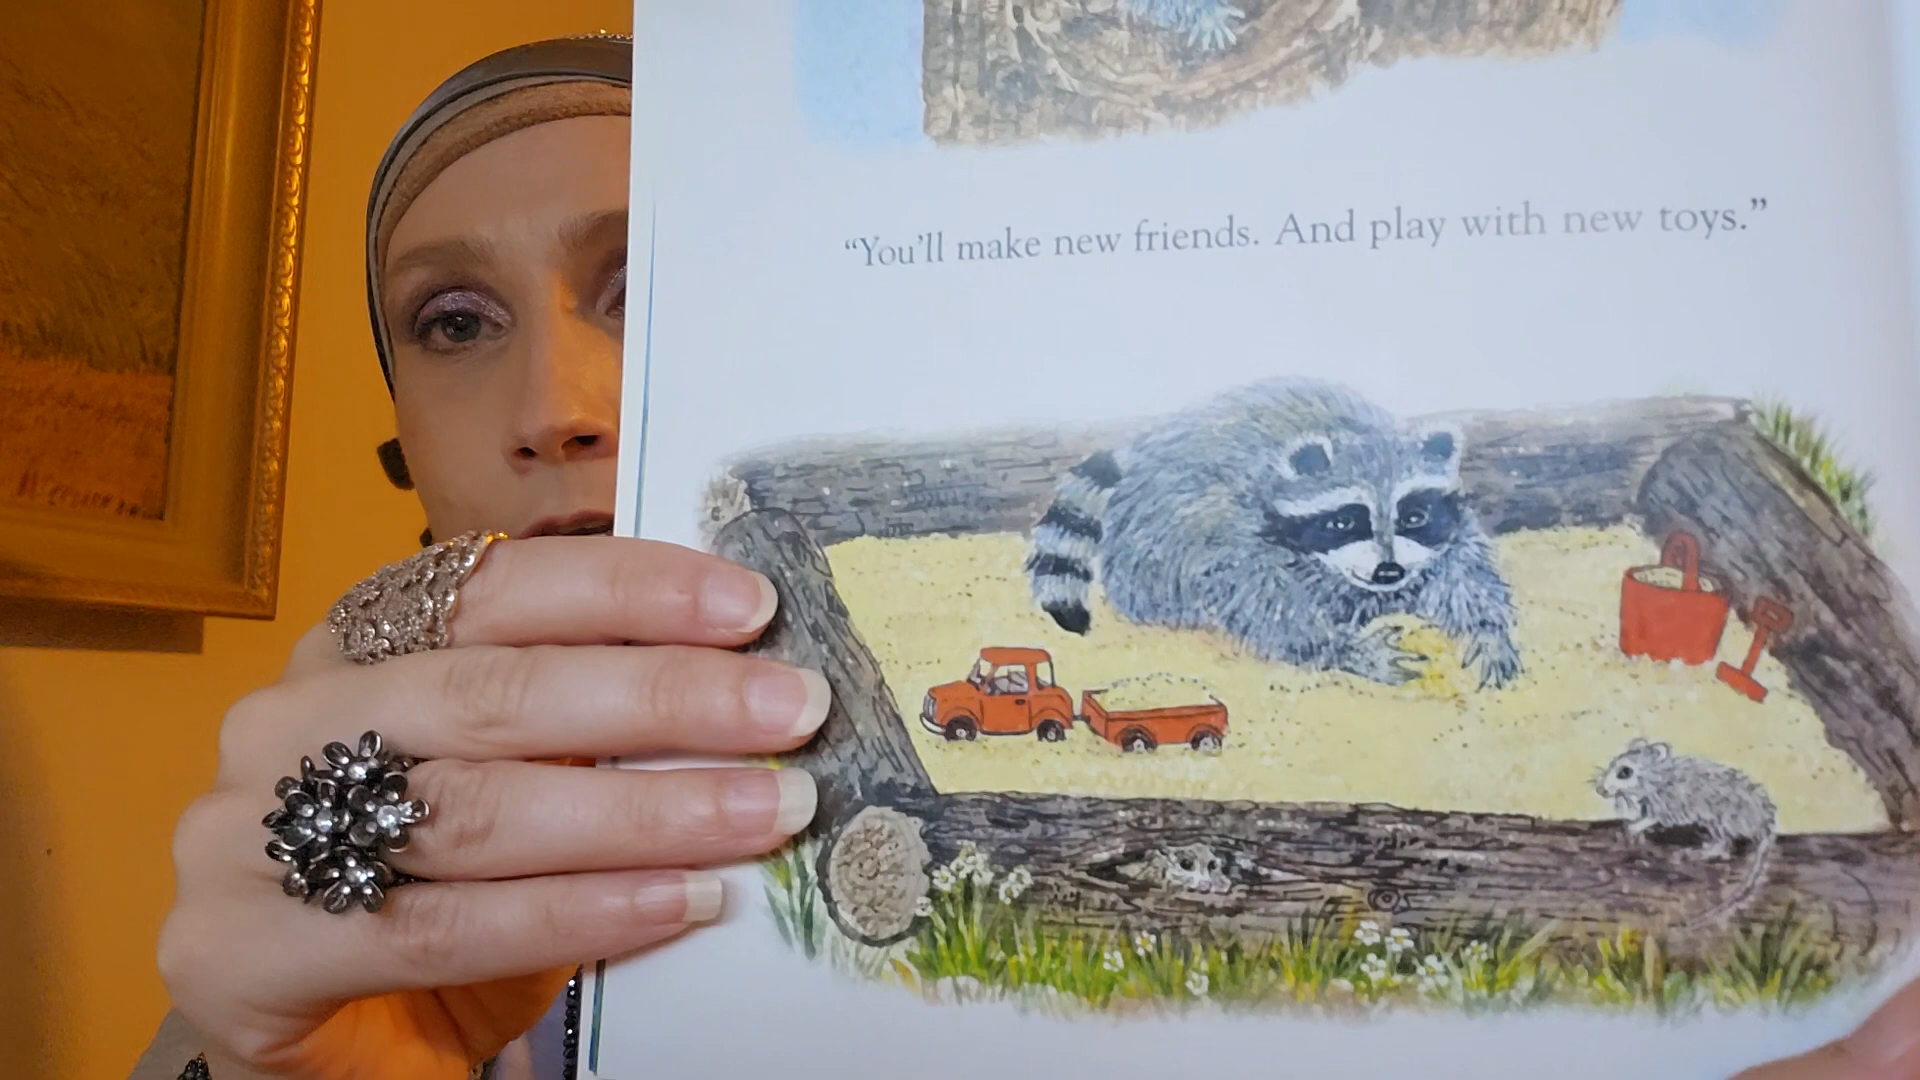 “You’ll make new friends. And play with new toys.”